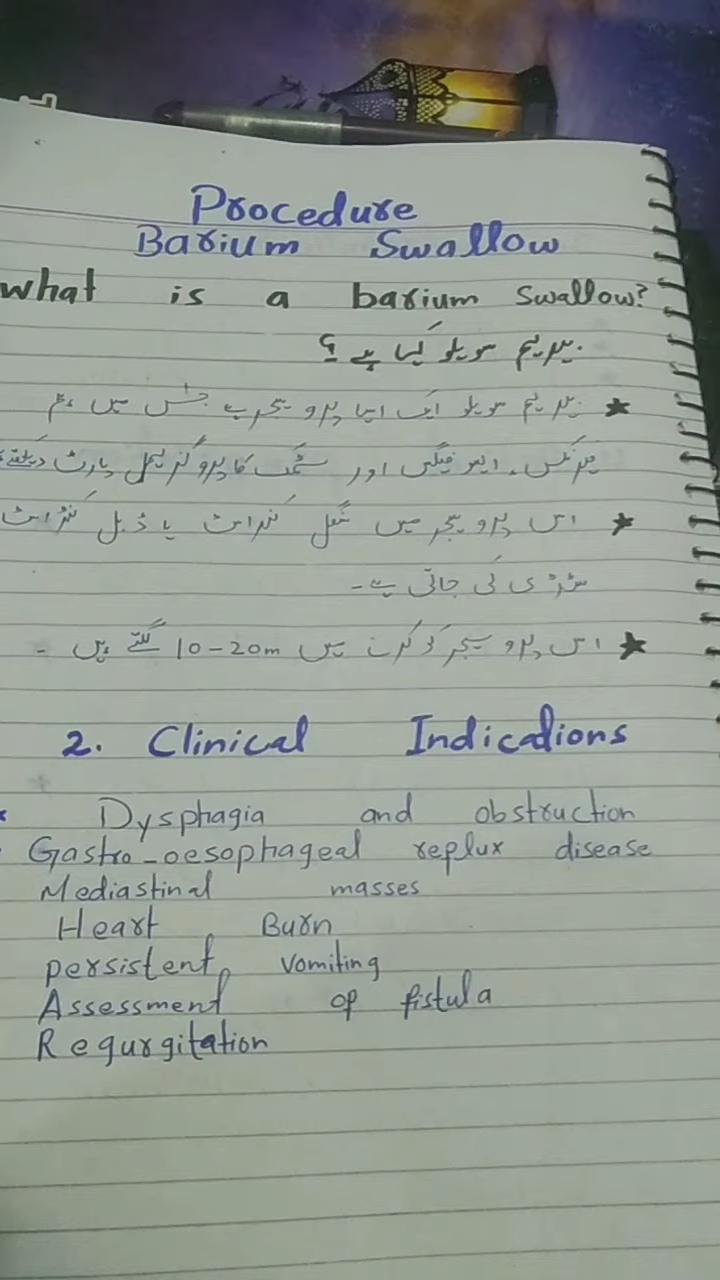 Procedure
Barium Swallow
What is a barium swallow?
بیریم سویلو کیا ہے؟
★ بیریم سویلو ایک ایسا پروسیجر ہے جس میں ہم
فیرنکس، ایسوفیگس اور سٹمک کا پروگزیمل پارٹ دیکھتے
★ اس پروسیجر میں سنگل کنٹراسٹ یا ڈبل کنٹراسٹ
سٹڈی کی جاتی ہے۔
★ اس پروسیجر کو کرنے میں 10-20m لگتے ہیں۔
2. Clinical Indications
Dysphagia and obstruction
Gastro-oesophageal replux disease
Mediastinal masses
Heart Burn
persistent vomiting
Assessment of fistula
Regurgitation